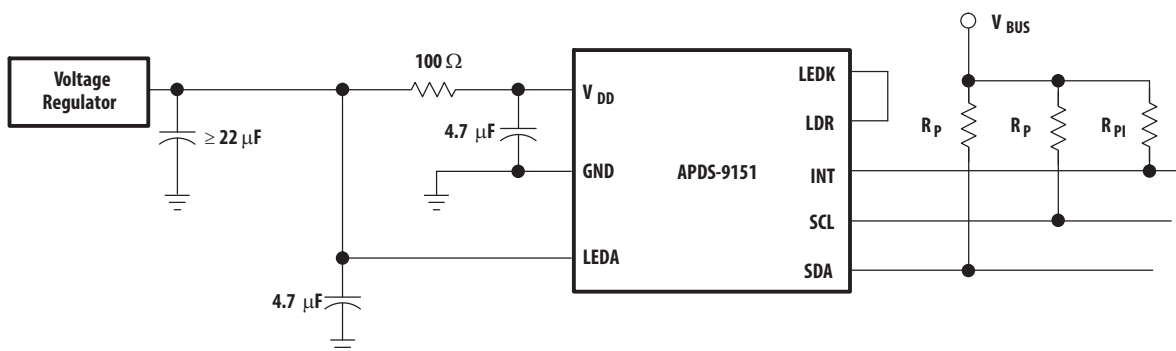 V BUS
Voltage
Regulator
100 Ω
≥ 22 µF
4.7 µF
4.7 µF
V DD
GND
LEDA
APDS-9151
LEDK
LDR
INT
SCL
SDA
R P
R P
R PI